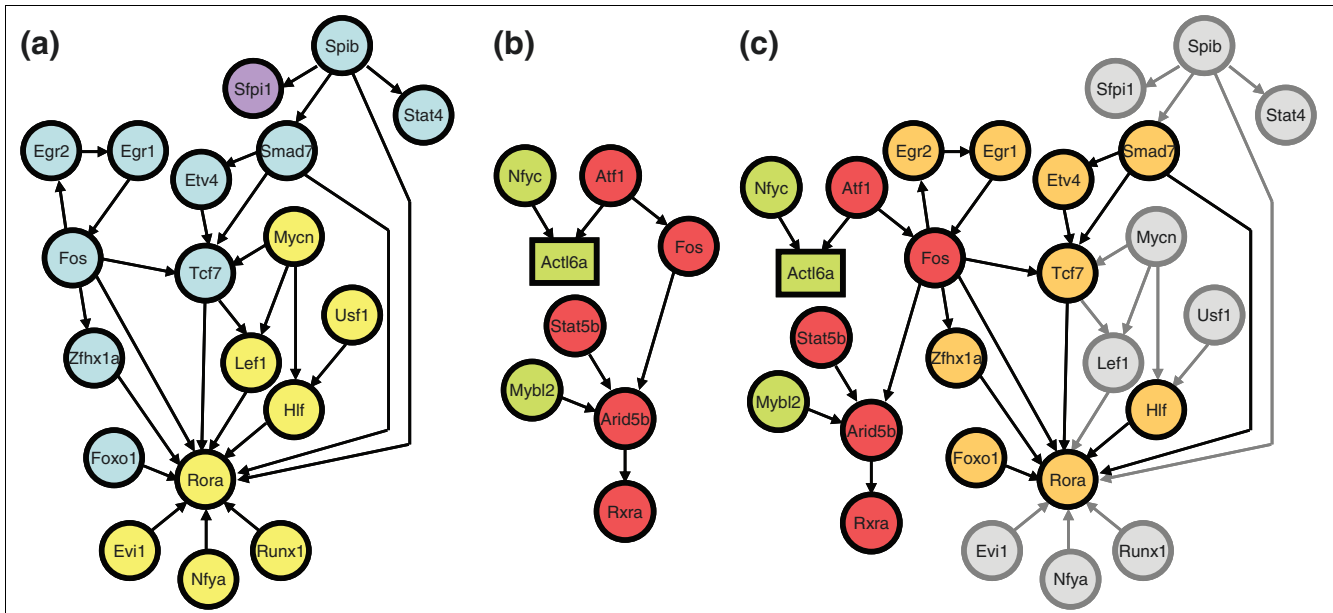 (a)
Spib
Sfpi1
Stat4
Egr2
Egr1
Etv4
Smad7
Fos
Tcf7
Mycn
Usf1
Zfhx1a
Lef1
Hlf
Foxo1
Rora
Evi1
Nfya
Runx1
(b)
Nfyc
Atf1
Actl6a
Fos
Stat5b
Mybl2
Arid5b
Rxra
(c)
Spib
Sfpi1
Stat4
Egr2
Egr1
Smad7
Nfyc
Atf1
Etv4
Mycn
Actl6a
Fos
Tcf7
Usf1
Stat5b
Zfhx1a
Lef1
Mybl2
Hlf
Arid5b
Foxo1
Rora
Rxra
Evi1
Nfya
Runx1